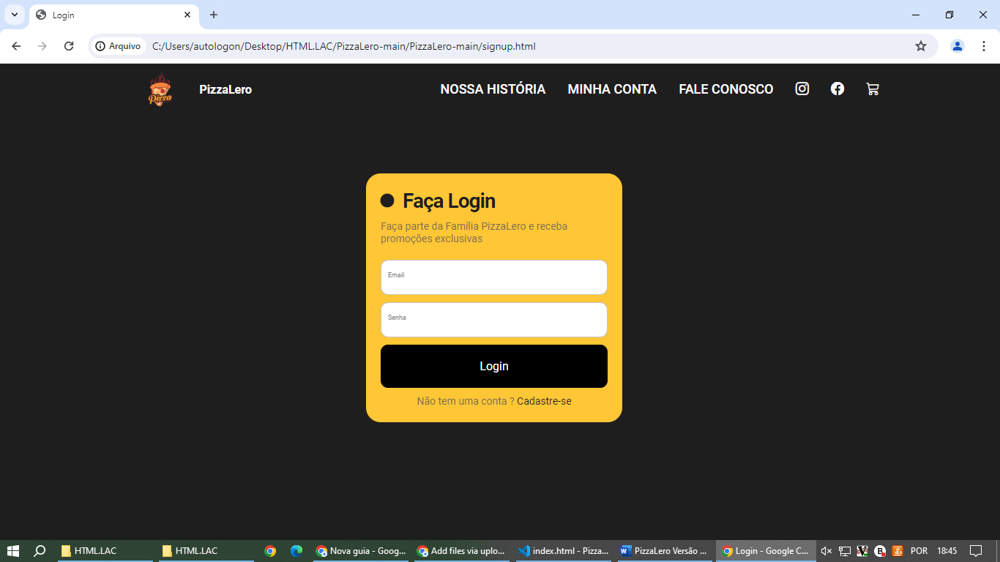 Login
Arquivo
C:/Users/autologon/Desktop/HTML.LAC/PizzaLero-main/PizzaLero-main/signup.html
Pizza
PizzaLero
NOSSA HISTÓRIA
MINHA CONTA
FALE CONOSCO
Faça Login
Faça parte da Família PizzaLero e receba
promoções exclusivas
Email
Senha
Login
Não tem uma conta ? Cadastre-se
HTML.LAC
HTML.LAC
Nova guia - Goog...
Add files via uplo...
index.html - Pizza...
PizzaLero Versão ...
Login - Google C...
POR
18:45